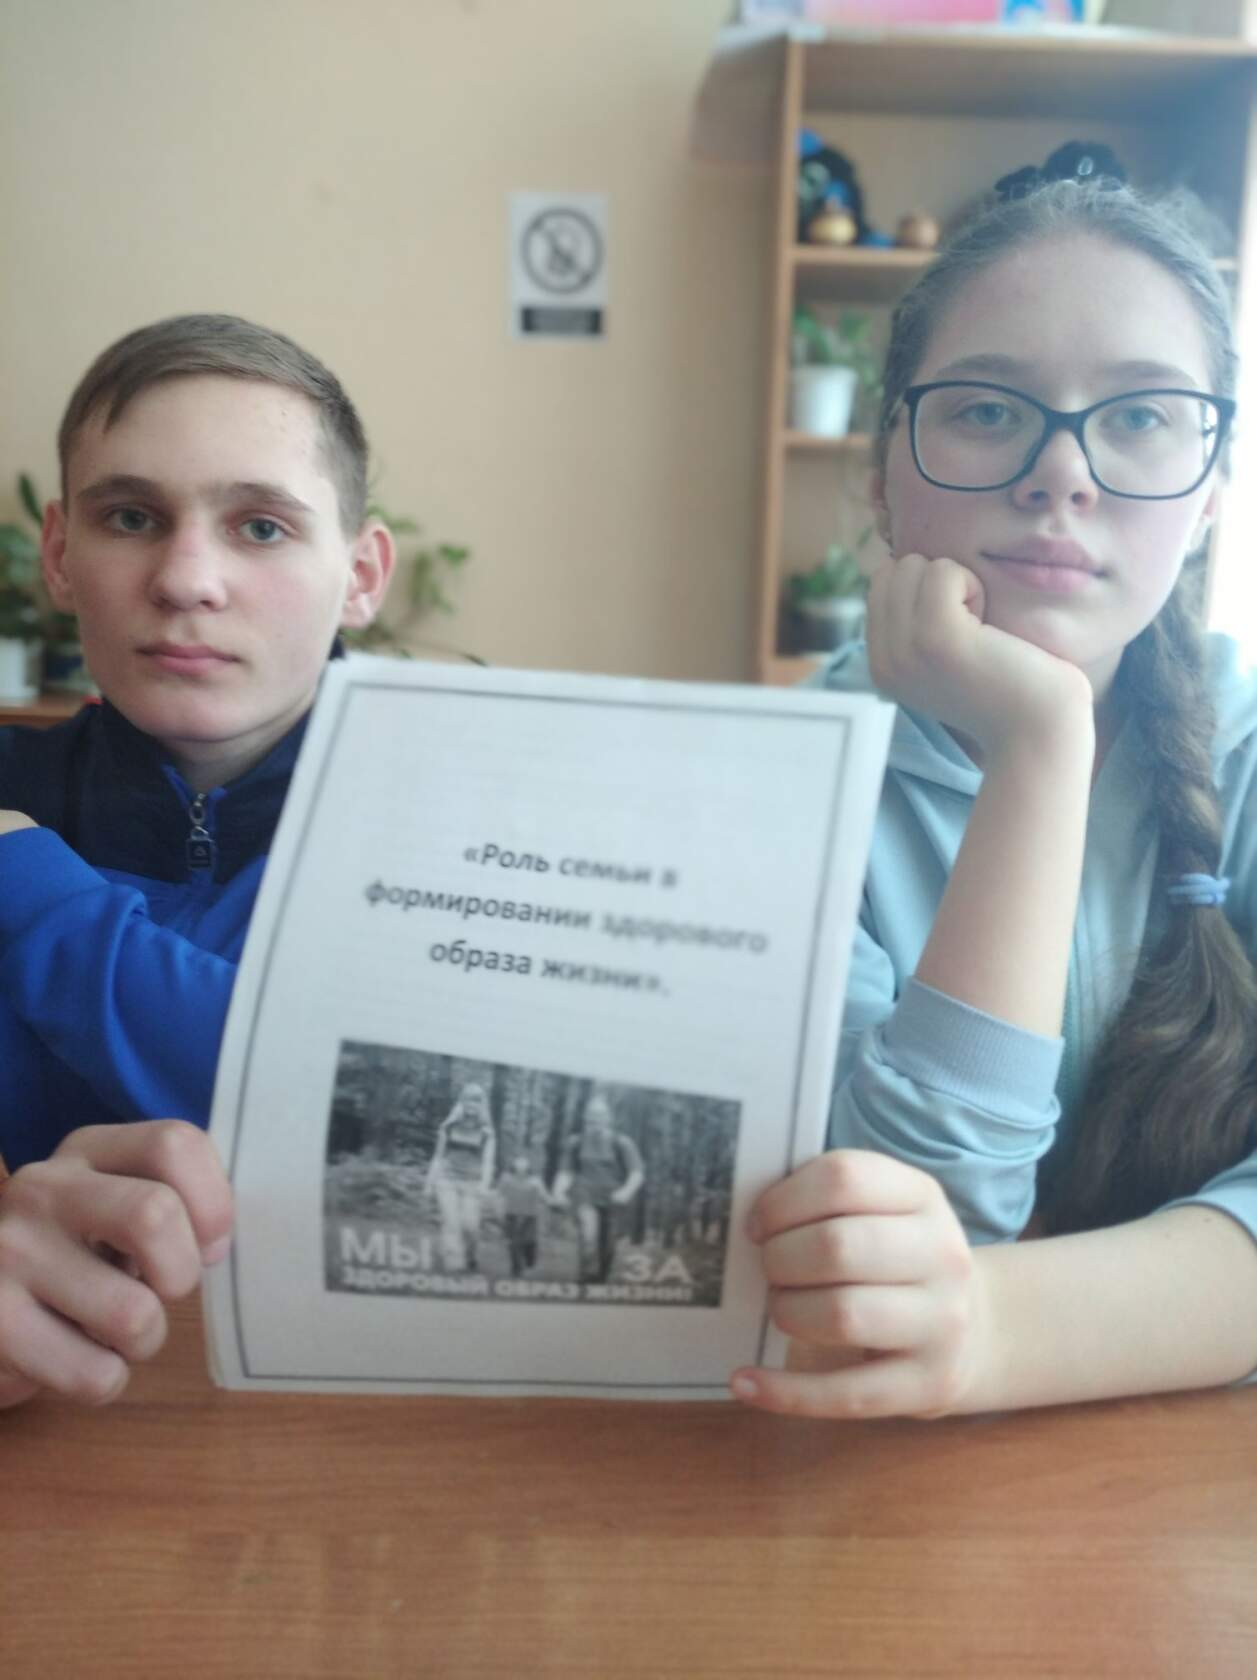 «Роль семьи в
формировании здорового
образа жизни».
МЫ ЗА
ЗДОРОВЫЙ ОБРАЗ ЖИЗНИ!